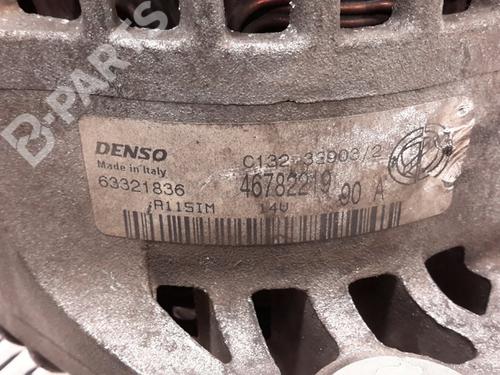 B-PARTS
DENSO
Made in Italy
63321836
C132-33903/2
46782219
90 A
A115IM
14V